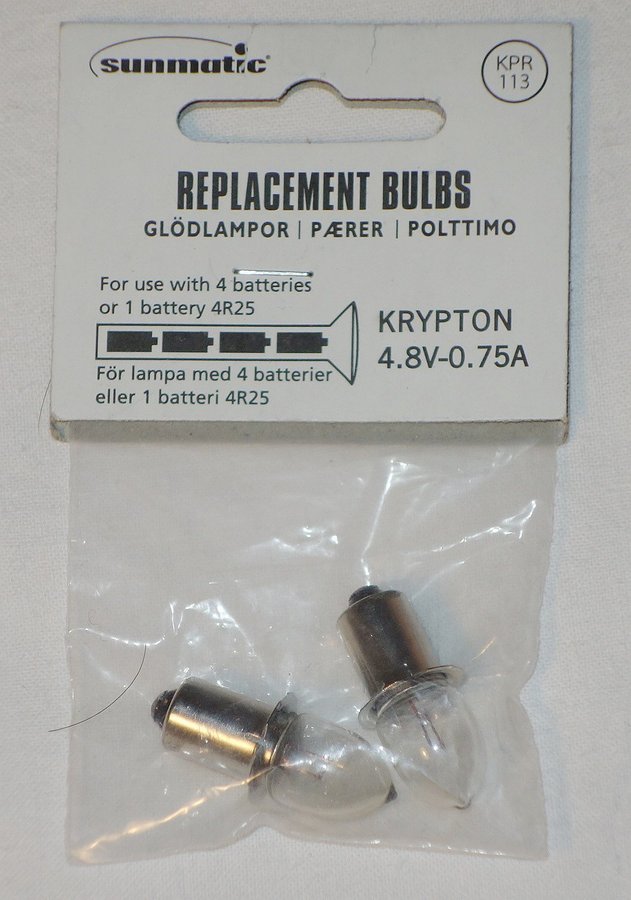 sunmatic
KPR
113
REPLACEMENT BULBS
GLÖDLAMPOR | PÆRER | POLTTIMO
For use with 4 batteries
or 1 battery 4R25
KRYPTON
4.8V-0.75A
För lampa med 4 batterier
eller 1 batteri 4R25